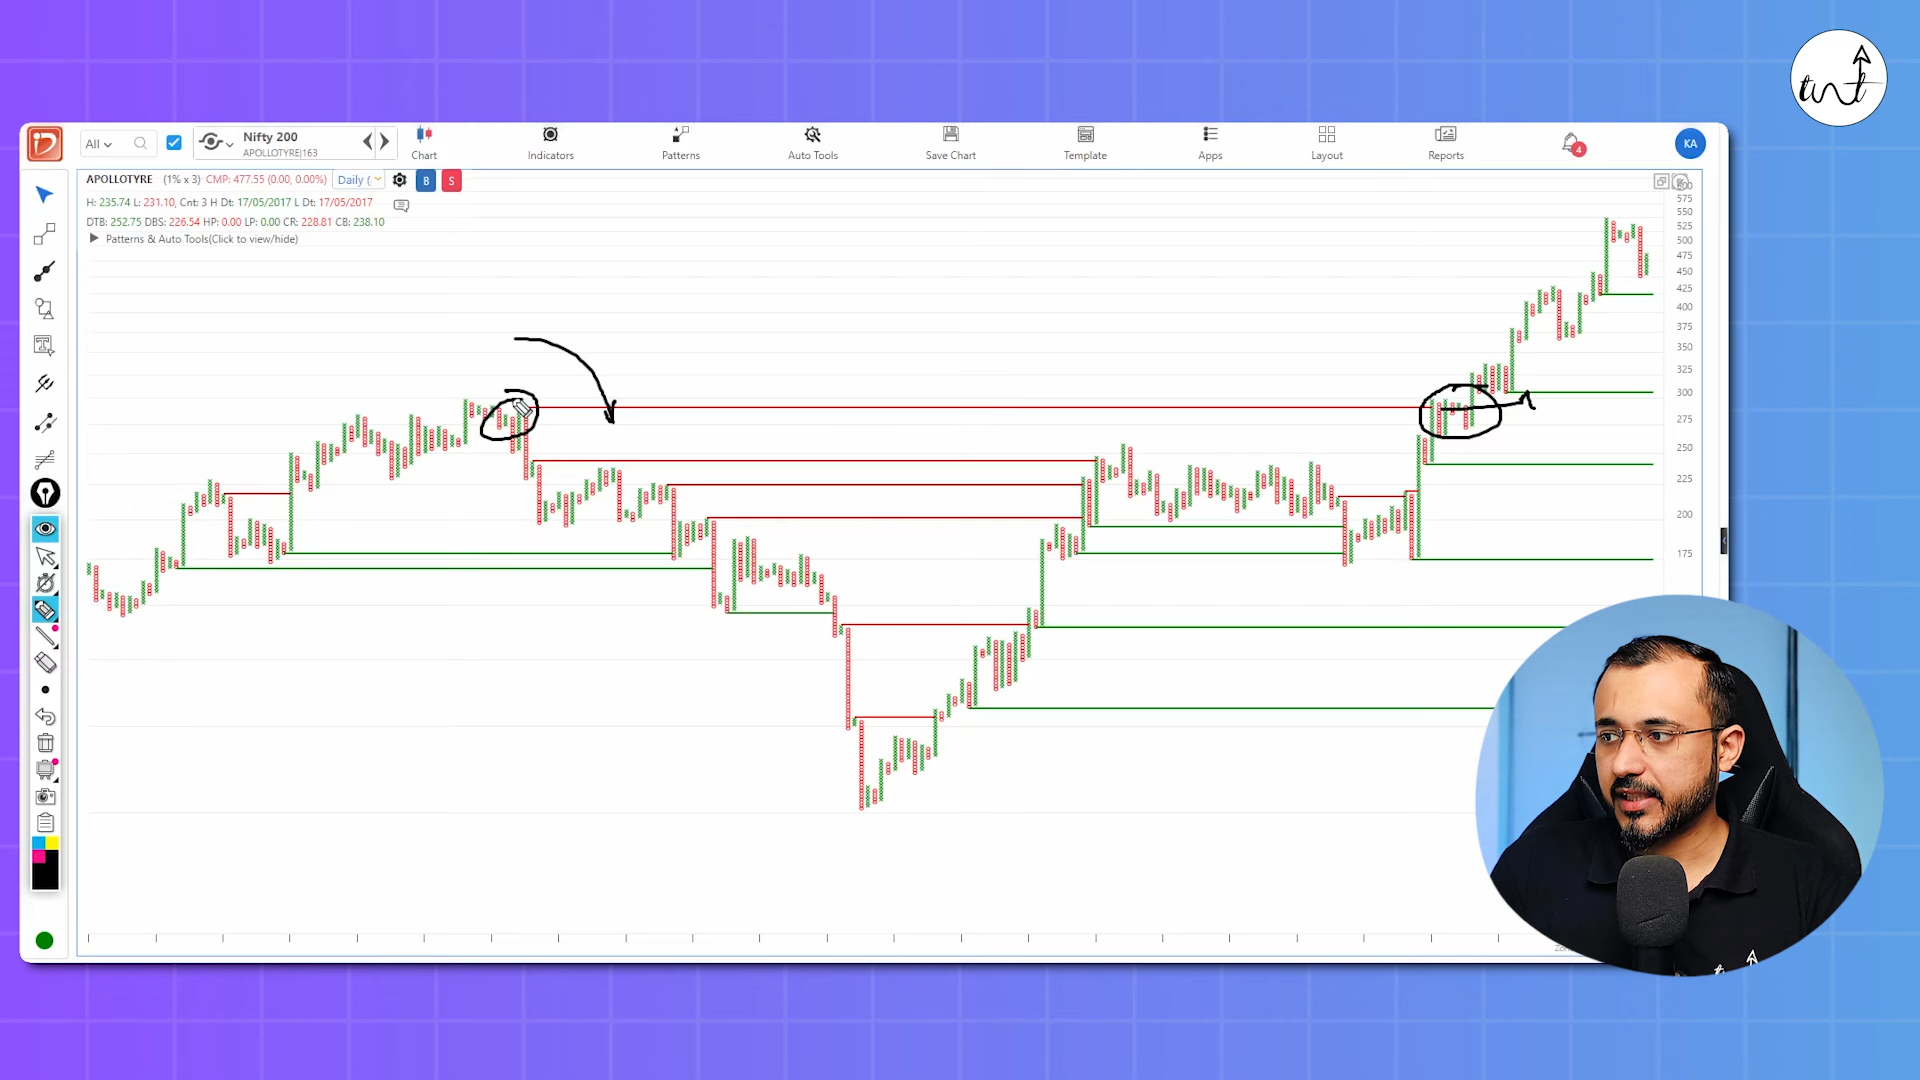 twt
All
Nifty 200
APOLLOTYRE|163
Chart
Indicators
Patterns
Auto Tools
Save Chart
Template
Apps
Layout
Reports
4
KA
APOLLOTYRE (1% x 3) CMP: 477.55 (0.00, 0.00%) Daily (
B
S
H: 235.74 L: 231.10, Cnt: 3 H Dt: 17/05/2017 L Dt: 17/05/2017
DTB: 252.75 DBS: 226.54 HP: 0.00 LP: 0.00 CR: 228.81 CB: 238.10
Patterns & Auto Tools(Click to view/hide)
600
575
550
525
500
475
450
425
400
375
350
325
300
275
250
225
200
175